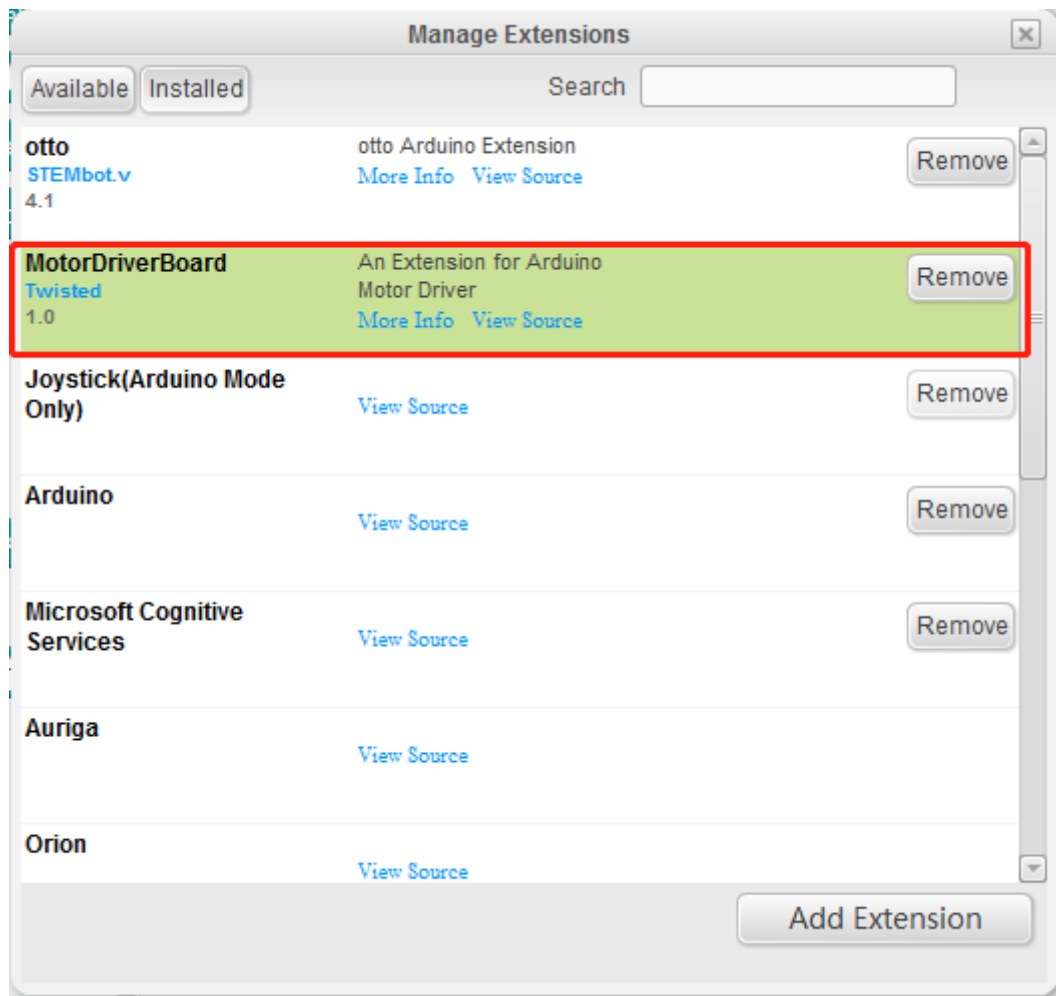 Manage Extensions
Available Installed Search
otto
STEMbot.v
4.1
otto Arduino Extension
More Info View Source
Remove
MotorDriverBoard
Twisted
1.0
An Extension for Arduino
Motor Driver
More Info View Source
Remove
Joystick(Arduino Mode
Only)
View Source
Remove
Arduino
View Source
Remove
Microsoft Cognitive
Services
View Source
Remove
Auriga
View Source
Orion
View Source
Add Extension